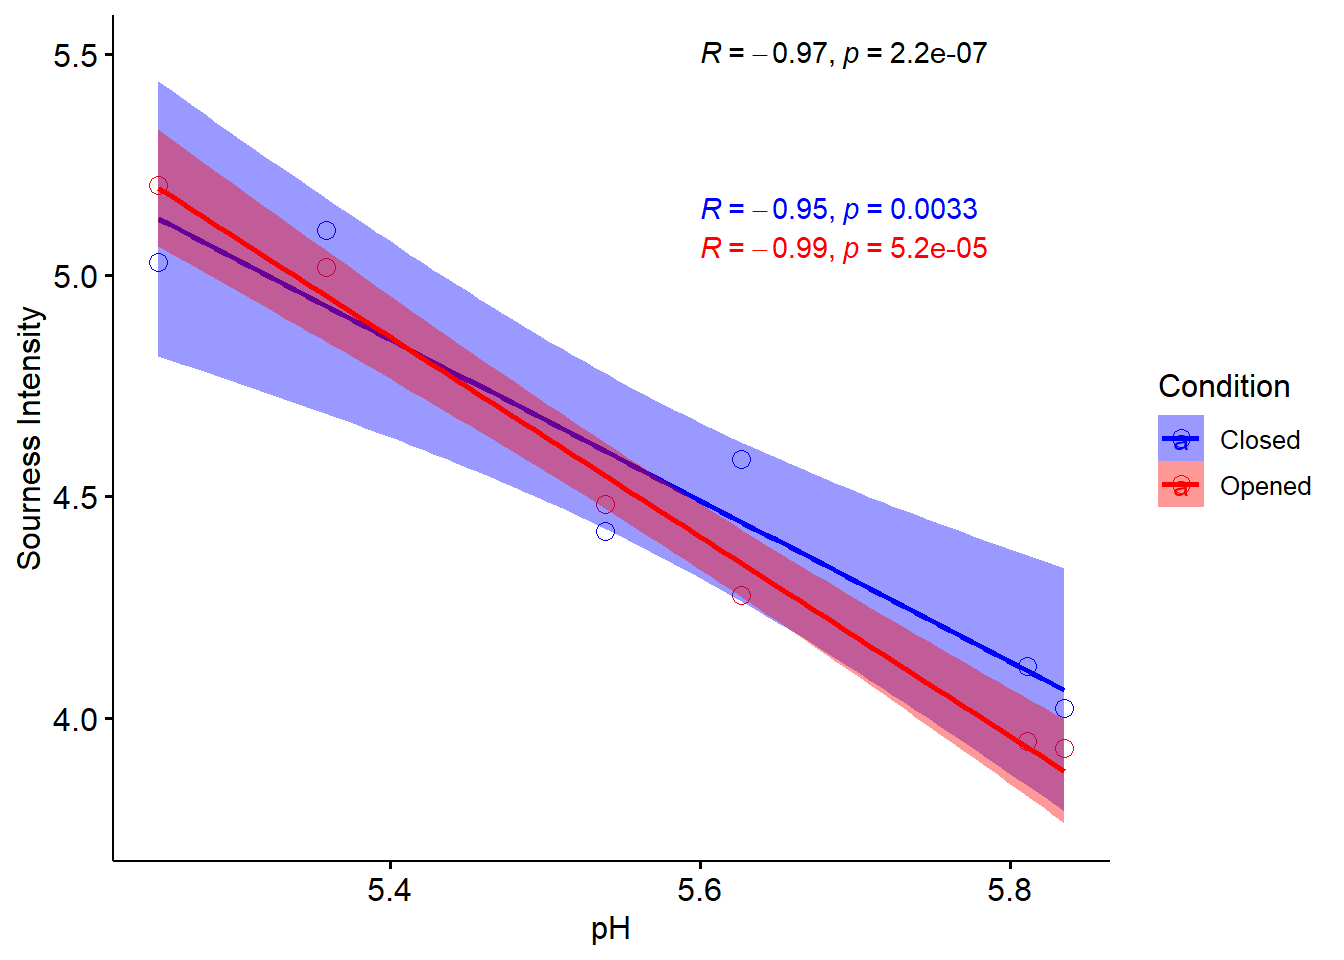 R = −0.97, p = 2.2e-07
R = −0.95, p = 0.0033
R = −0.99, p = 5.2e-05
5.5
5.0
4.5
4.0
Sourness Intensity
5.4
5.6
5.8
pH
Condition
a Closed
a Opened